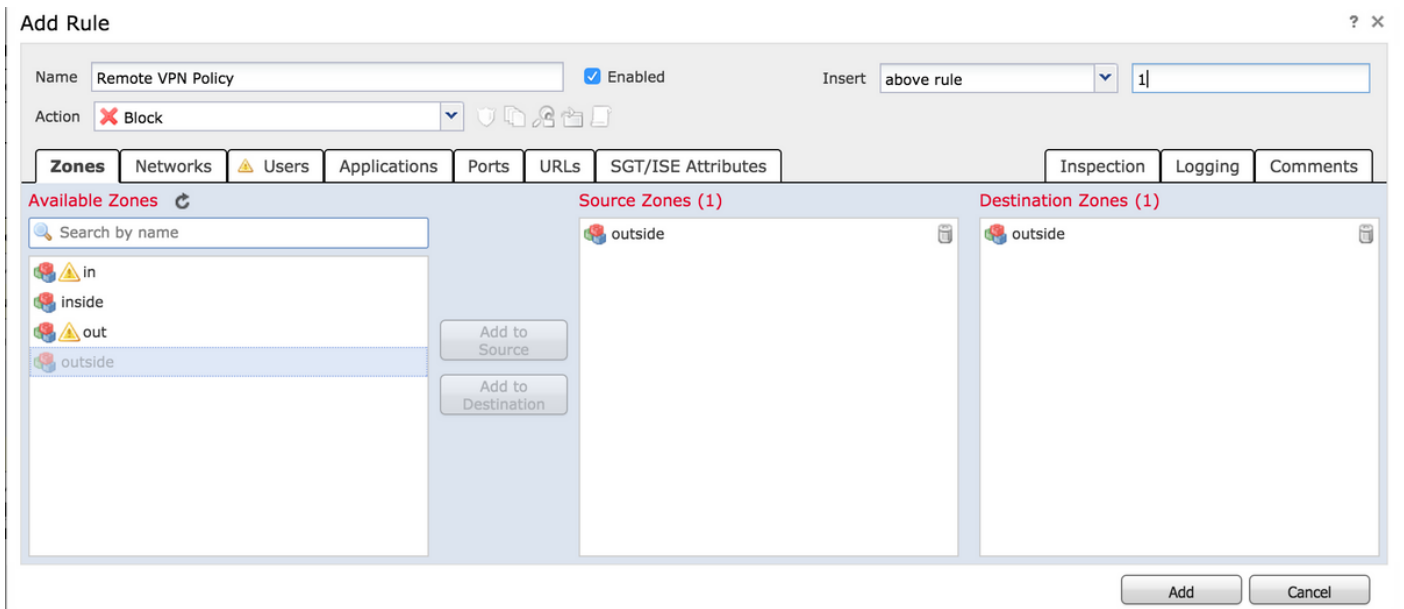 Add Rule
? ×
Name Remote VPN Policy Enabled Insert above rule 1
Action Block
Zones Networks Users Applications Ports URLs SGT/ISE Attributes Inspection Logging Comments
Available Zones Source Zones (1) Destination Zones (1)
Search by name outside outside
in
inside
out
outside
Add to
Source
Add to
Destination
Add Cancel